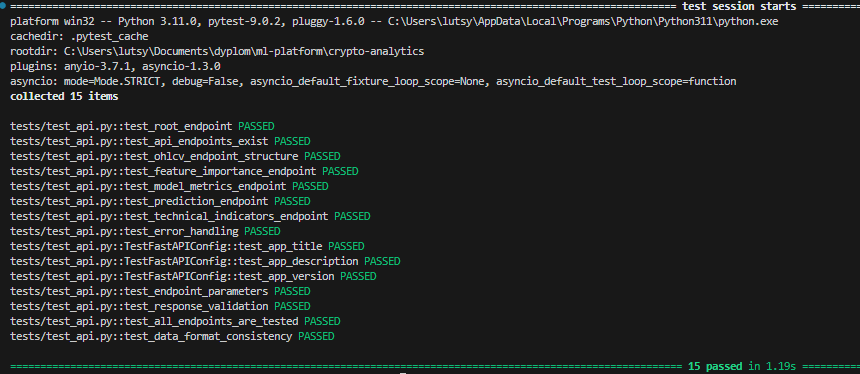 ============================= test session starts =============================
platform win32 -- Python 3.11.0, pytest-9.0.2, pluggy-1.6.0 -- C:\Users\lutsy\AppData\Local\Programs\Python\Python311\python.exe
cachedir: .pytest_cache
rootdir: C:\Users\lutsy\Documents\dyplom\ml-platform\crypto-analytics
plugins: anyio-3.7.1, asyncio-1.3.0
asyncio: mode=Mode.STRICT, debug=False, asyncio_default_fixture_loop_scope=None, asyncio_default_test_loop_scope=function
collected 15 items
tests/test_api.py::test_root_endpoint PASSED
tests/test_api.py::test_api_endpoints_exist PASSED
tests/test_api.py::test_ohlcv_endpoint_structure PASSED
tests/test_api.py::test_feature_importance_endpoint PASSED
tests/test_api.py::test_model_metrics_endpoint PASSED
tests/test_api.py::test_prediction_endpoint PASSED
tests/test_api.py::test_technical_indicators_endpoint PASSED
tests/test_api.py::test_error_handling PASSED
tests/test_api.py::TestFastAPIConfig::test_app_title PASSED
tests/test_api.py::TestFastAPIConfig::test_app_description PASSED
tests/test_api.py::TestFastAPIConfig::test_app_version PASSED
tests/test_api.py::test_endpoint_parameters PASSED
tests/test_api.py::test_response_validation PASSED
tests/test_api.py::test_all_endpoints_are_tested PASSED
tests/test_api.py::test_data_format_consistency PASSED
============================= 15 passed in 1.19s =============================